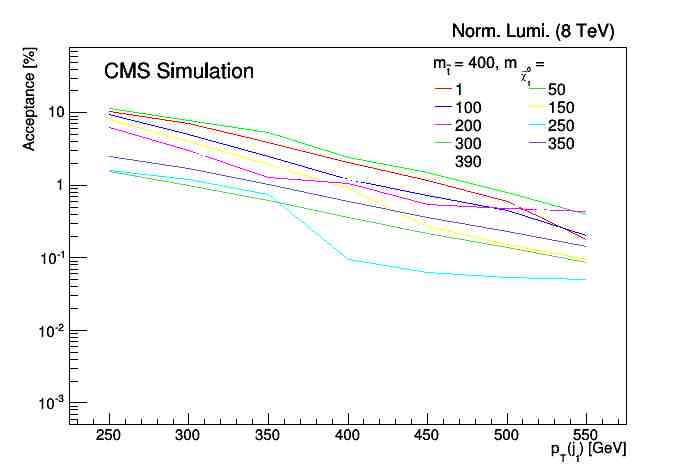 Norm. Lumi. (8 TeV)
CMS Simulation
m_t̃ = 400, m_χ̃⁰₁ =
1 50
100 150
200 250
300 350
390
Acceptance [%]
10
1
10⁻¹
10⁻²
10⁻³
250 300 350 400 450 500 550
p_T(j_1) [GeV]